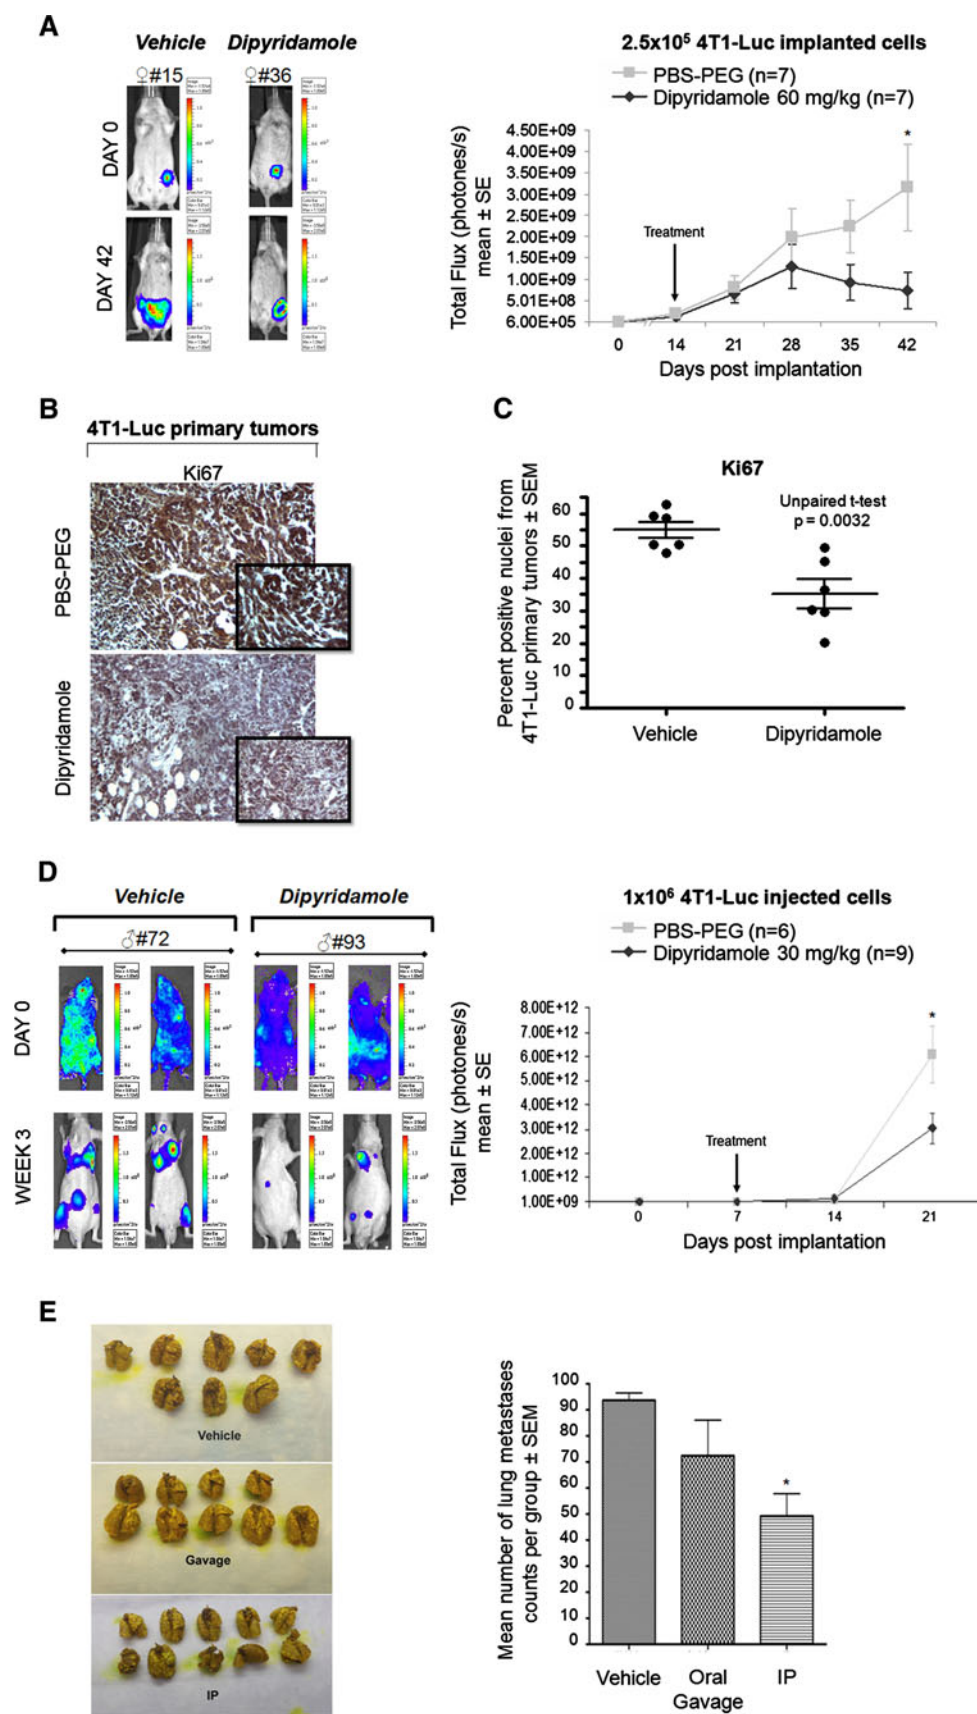 A
Vehicle Dipyridamole
♀#15 ♀#36
DAY 0
DAY 42
2.5x10⁵ 4T1-Luc implanted cells
PBS-PEG (n=7)
Dipyridamole 60 mg/kg (n=7)
Total Flux (photones/s)
mean ± SE
4.50E+09
4.00E+09
3.00E+09
2.00E+09
1.00E+09
5.01E+08
6.00E+05
Treatment
*
0 14 21 28 35 42
Days post implantation
B
4T1-Luc primary tumors
Ki67
PBS-PEG
Dipyridamole
C
Ki67
Unpaired t-test
p = 0.0032
Percent positive nuclei from
4T1-Luc primary tumors ± SEM
60
50
40
30
20
10
0
Vehicle Dipyridamole
D
Vehicle Dipyridamole
♂#72 ♂#93
DAY 0
WEEK 3
1x10⁶ 4T1-Luc injected cells
PBS-PEG (n=6)
Dipyridamole 30 mg/kg (n=9)
Total Flux (photones/s)
mean ± SE
8.00E+12
7.00E+12
6.00E+12
5.00E+12
4.00E+12
3.00E+12
2.00E+12
1.00E+12
1.00E+09
Treatment
*
0 7 14 21
Days post implantation
E
Vehicle
Gavage
IP
Mean number of lung metastases
counts per group ± SEM
100
90
80
70
60
50
40
30
20
10
0
*
Vehicle Oral IP
Gavage